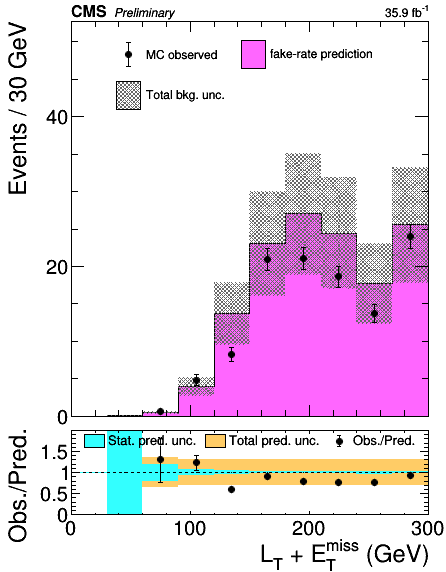 CMS Preliminary 35.9 fb⁻¹
Events / 30 GeV
MC observed
fake-rate prediction
Total bkg. unc.
40
20
0
Obs./Pred.
Stat. pred. unc.
Total pred. unc.
Obs./Pred.
1.5
1
0.5
0
0 100 200 300
L_T + E_T^miss (GeV)